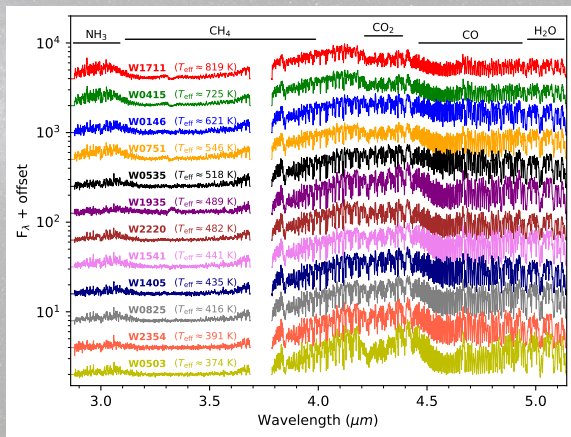 NH3 CH4 CO2 CO H2O
10^4
W1711 (Teff ≈ 819 K)
W0415 (Teff ≈ 725 K)
10^3
W0146 (Teff ≈ 621 K)
W0751 (Teff ≈ 546 K)
W0535 (Teff ≈ 518 K)
W1935 (Teff ≈ 489 K)
10^2
W2220 (Teff ≈ 482 K)
W1541 (Teff ≈ 441 K)
W1405 (Teff ≈ 435 K)
10^1
W0825 (Teff ≈ 416 K)
W2354 (Teff ≈ 391 K)
W0503 (Teff ≈ 374 K)
Fλ + offset
3.0 3.5 4.0 4.5 5.0
Wavelength (μm)